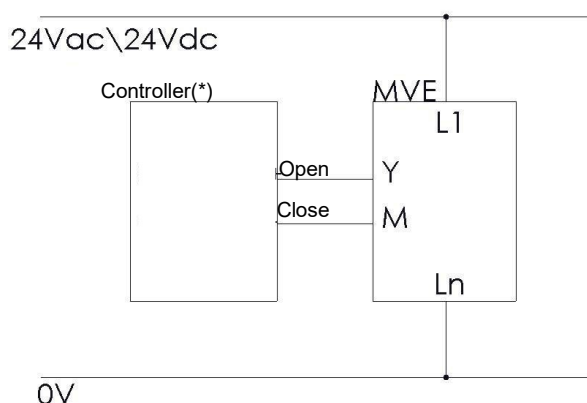 24Vac\24Vdc
Controller(*)
MVE
L1
Open
Y
Close
M
Ln
0V